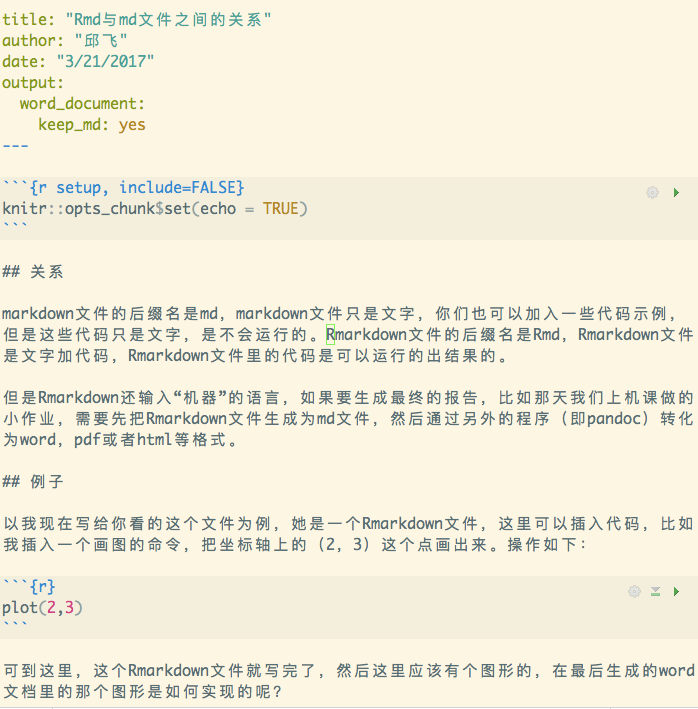 title: "Rmd与md文件之间的关系"
author: "邱飞"
date: "3/21/2017"
output:
  word_document:
    keep_md: yes
---
```{r setup, include=FALSE}
knitr::opts_chunk$set(echo = TRUE)
```
## 关系
markdown文件的后缀名是md，markdown文件只是文字，你们也可以加入一些代码示例，
但是这些代码只是文字，是不会运行的。Rmarkdown文件的后缀名是Rmd，Rmarkdown文件
是文字加代码，Rmarkdown文件里的代码是可以运行的出结果的。
但是Rmarkdown还输入“机器”的语言，如果要生成最终的报告，比如那天我们上机课做的
小作业，需要先把Rmarkdown文件生成为md文件，然后通过另外的程序（即pandoc）转化
为word，pdf或者html等格式。
## 例子
以我现在写给你看的这个文件为例，她是一个Rmarkdown文件，这里可以插入代码，比如
我插入一个画图的命令，把坐标轴上的（2，3）这个点画出来。操作如下：
```{r}
plot(2,3)
```
可到这里，这个Rmarkdown文件就写完了，然后这里应该有个图形的，在最后生成的word
文档里的那个图形是如何实现的呢？